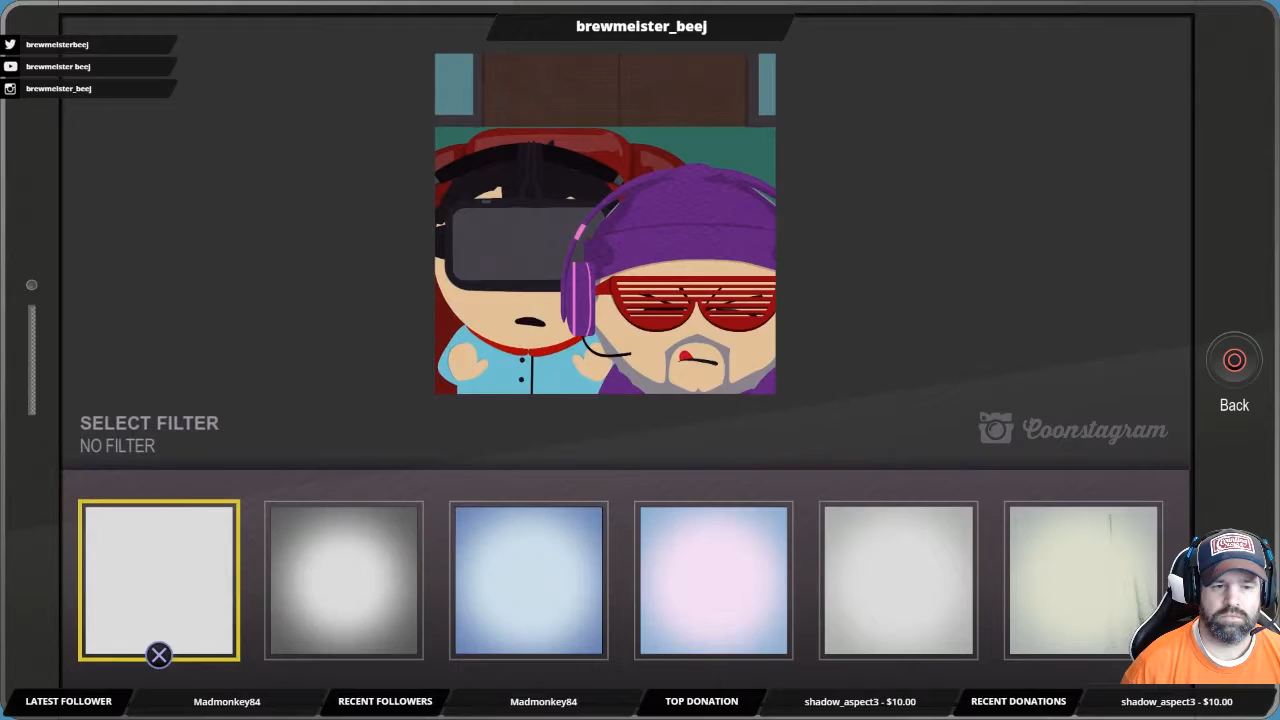 brewmeister_beej
brewmeisterbeej
brewmeister beej
brewmeister_beej
SELECT FILTER
NO FILTER
Coonstagram
Back
LATEST FOLLOWER
Madmonkey84
RECENT FOLLOWERS
Madmonkey84
TOP DONATION
shadow_aspect3 - $10.00
RECENT DONATIONS
shadow_aspect3 - $10.00